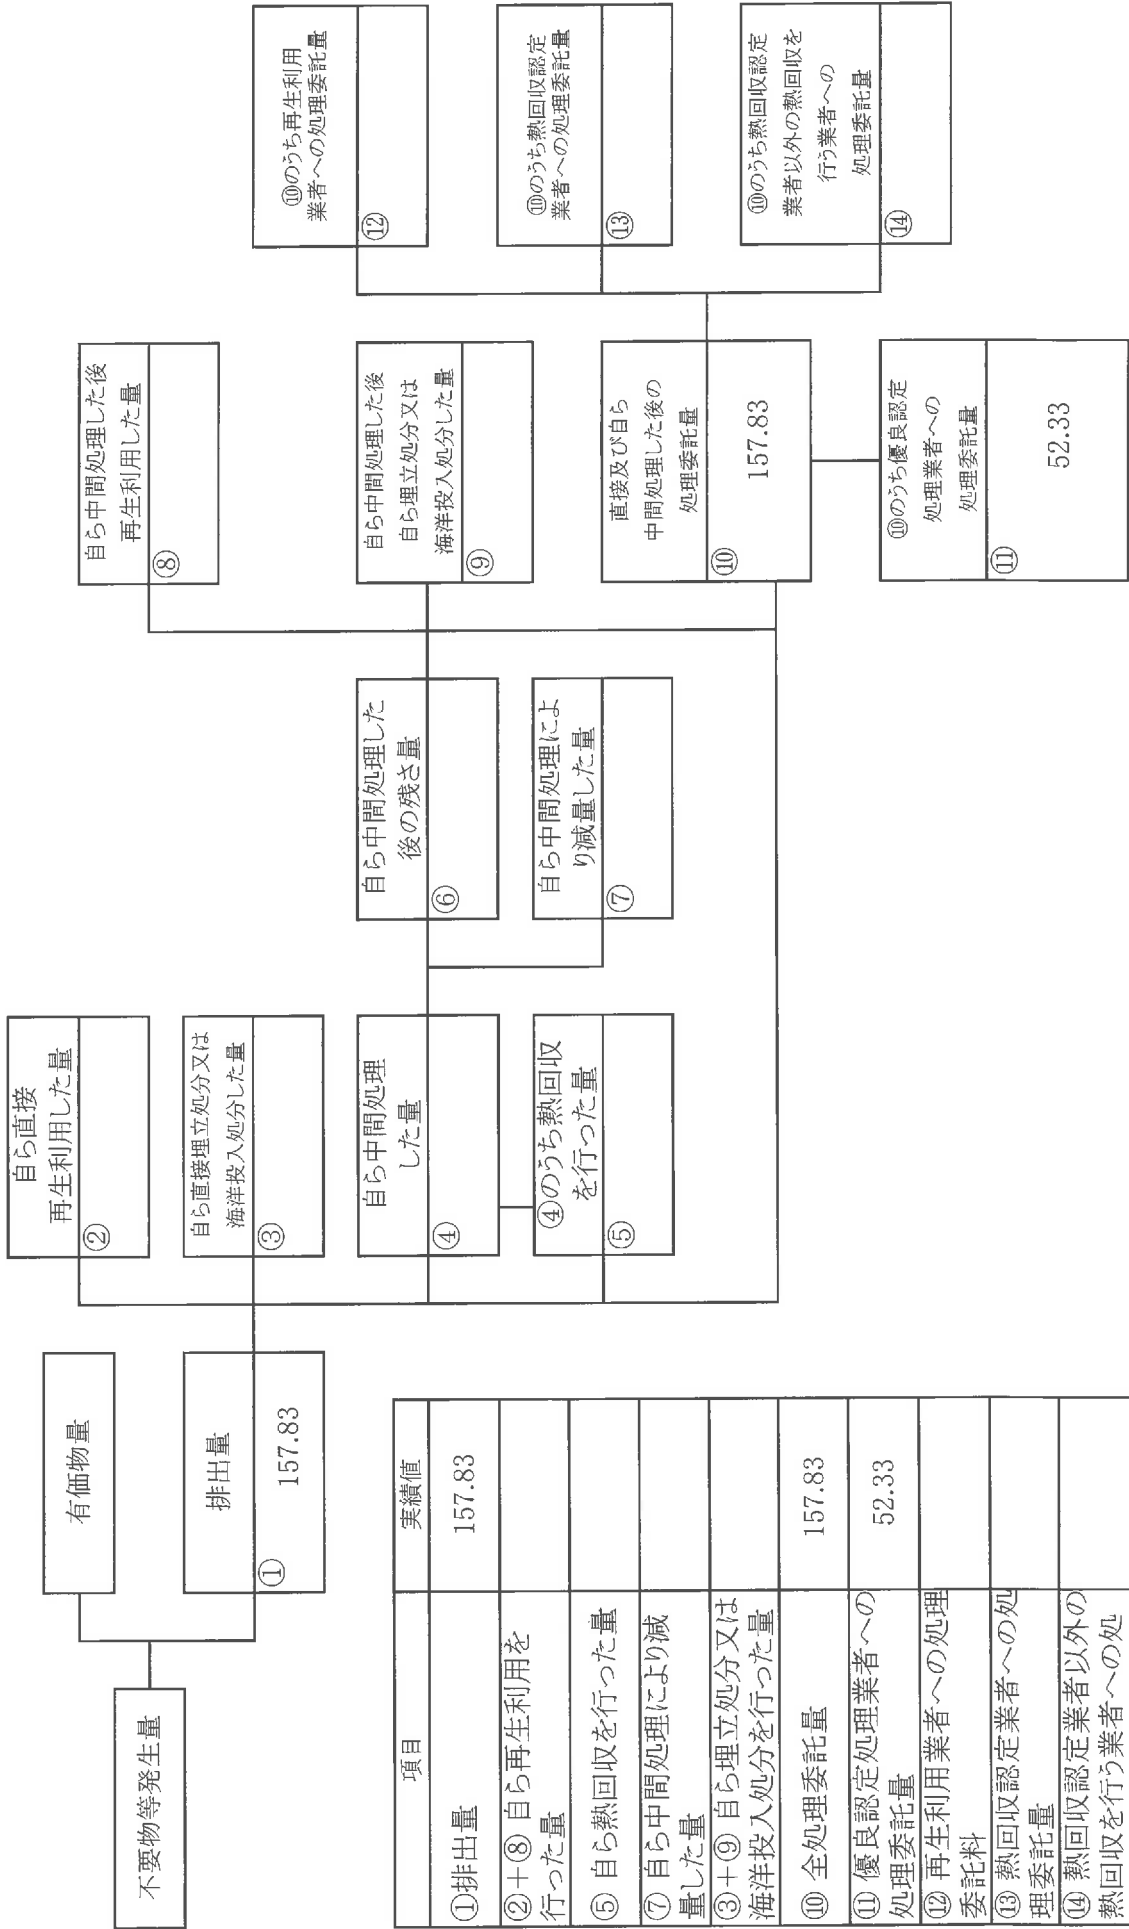 不要物等発生量
有価物量
排出量
①
157.83
自ら直接
再生利用した量
②
自ら直接埋立処分又は
海洋投入処分した量
③
自ら中間処理
した量
④
④のうち熱回収
を行った量
⑤
自ら中間処理した
後の残さ量
⑥
自ら中間処理によ
り減量した量
⑦
自ら中間処理した後
再生利用した量
⑧
自ら中間処理した後
自ら埋立処分又は
海洋投入処分した量
⑨
直接及び自ら
中間処理した後の
処理委託量
⑩
157.83
⑩のうち優良認定
処理業者への
処理委託量
⑪
52.33
⑩のうち再生利用
業者への処理委託量
⑫
⑩のうち熱回収認定
業者への処理委託量
⑬
⑩のうち熱回収認定
業者以外の熱回収を
行う業者への
処理委託量
⑭
項目 実績値
①排出量 157.83
②+⑧ 自ら再生利用を
行った量
⑤ 自ら熱回収を行った量
⑦ 自ら中間処理により減
量した量
③+⑨ 自ら埋立処分又は
海洋投入処分を行った量
⑩ 全処理委託量 157.83
⑪ 優良認定処理業者への
処理委託量 52.33
⑫ 再生利用業者への処理
委託料
⑬ 熱回収認定業者への処
理委託量
⑭ 熱回収認定業者以外の
熱回収を行う業者への処